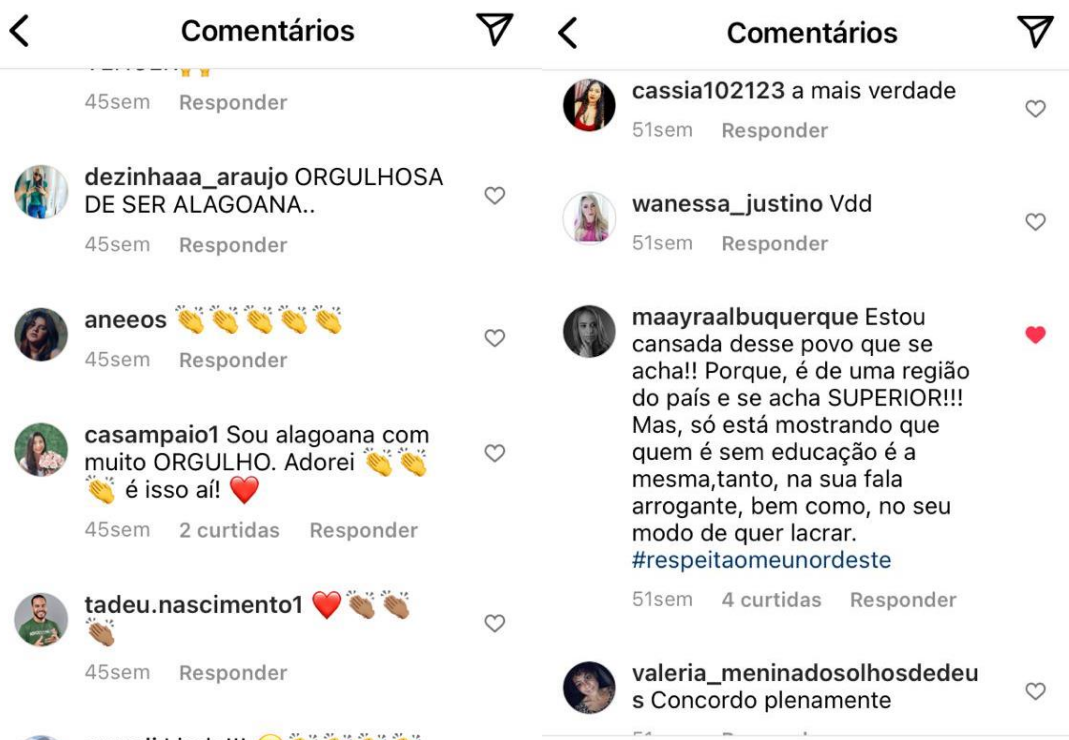 Comentários
45sem Responder
dezinhaaa_araujo ORGULHOSA
DE SER ALAGOANA..
45sem Responder
aneeos 👏👏👏👏👏
45sem Responder
casampaio1 Sou alagoana com
muito ORGULHO. Adorei 👏👏
👏 é isso aí! ❤️
45sem 2 curtidas Responder
tadeu.nascimento1 ❤️👏🏽👏🏽
👏🏽
45sem Responder
Comentários
cassia102123 a mais verdade
51sem Responder
wanessa_justino Vdd
51sem Responder
maayraalbuquerque Estou
cansada desse povo que se
acha!! Porque, é de uma região
do país e se acha SUPERIOR!!!
Mas, só está mostrando que
quem é sem educação é a
mesma,tanto, na sua fala
arrogante, bem como, no seu
modo de quer lacrar.
#respeitaomeunordeste
51sem 4 curtidas Responder
valeria_meninadosolhosdedeu
s Concordo plenamente